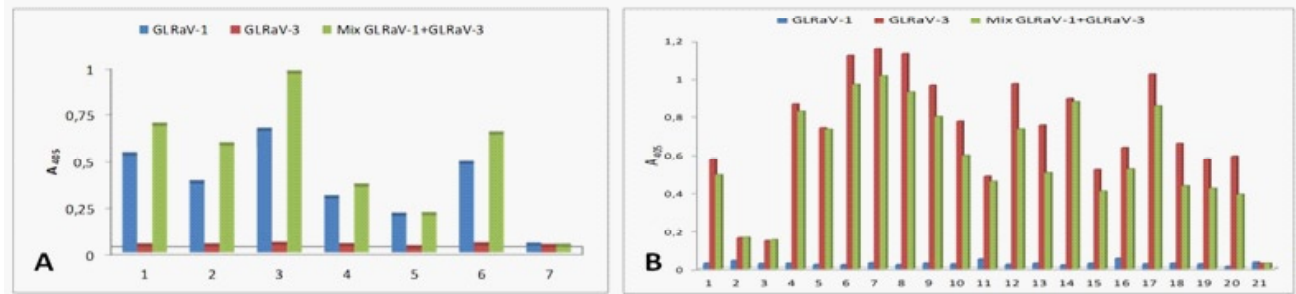 GLRaV-1 GLRaV-3 Mix GLRaV-1+GLRaV-3
1
0,75
0,5
0,25
0
A405
1 2 3 4 5 6 7
A
GLRaV-1 GLRaV-3 Mix GLRaV-1+GLRaV-3
1,2
1
0,8
0,6
0,4
0,2
0
A405
1 2 3 4 5 6 7 8 9 10 11 12 13 14 15 16 17 18 19 20 21
B